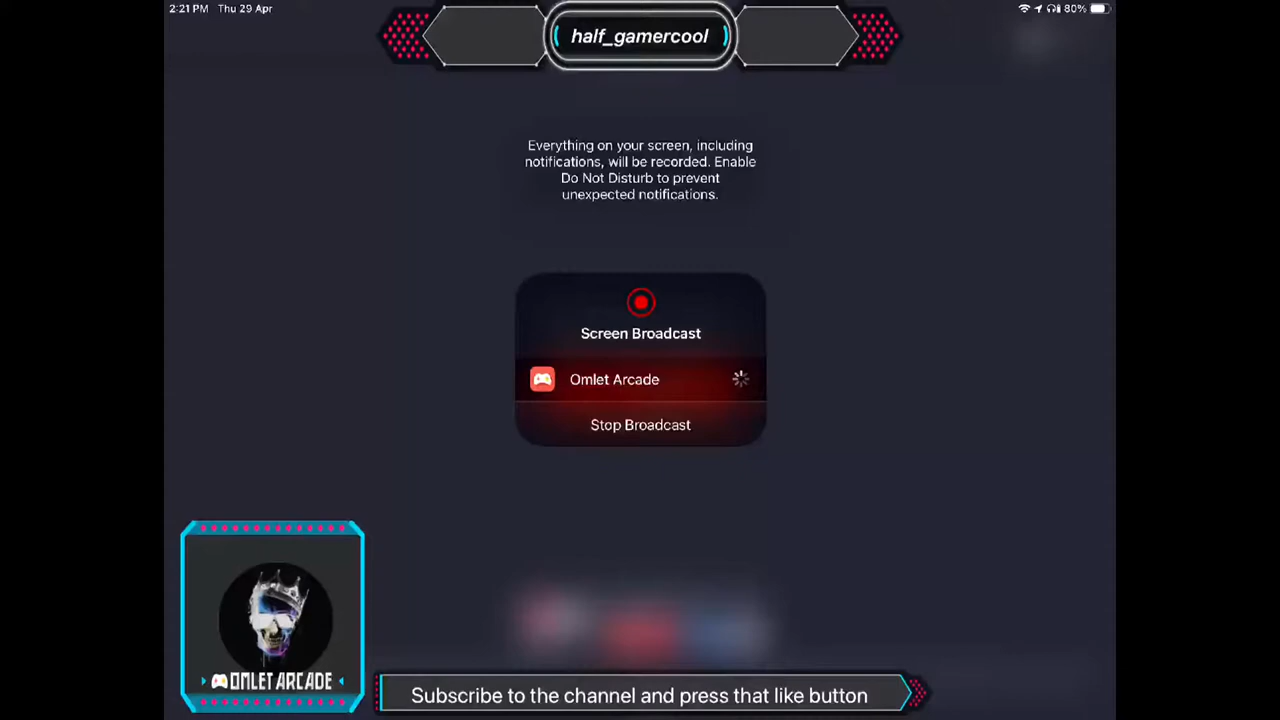 2:21 PM Thu 29 Apr
80%
half_gamercool
Everything on your screen, including
notifications, will be recorded. Enable
Do Not Disturb to prevent
unexpected notifications.
Screen Broadcast
Omlet Arcade
Stop Broadcast
OMLET ARCADE
Subscribe to the channel and press that like button